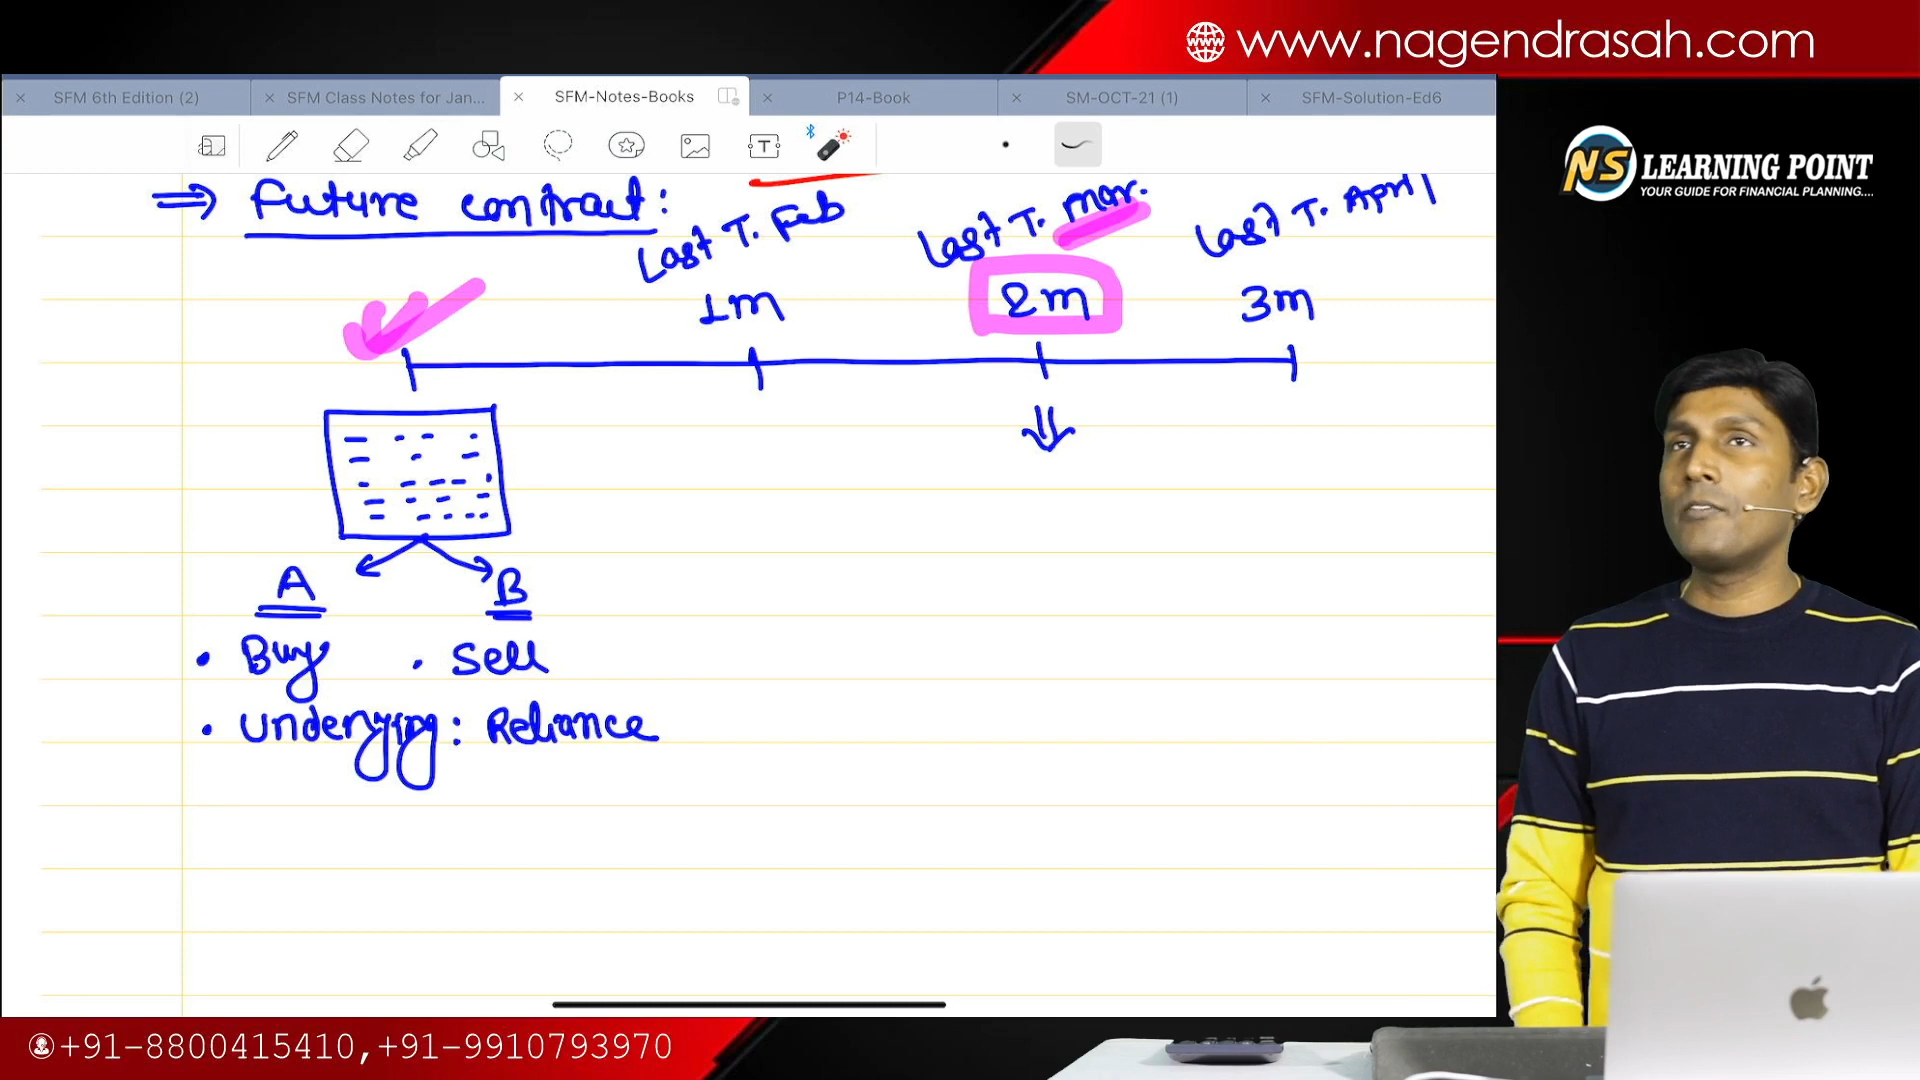 www.nagendrasah.com
SFM 6th Edition (2)
SFM Class Notes for Jan...
SFM-Notes-Books
P14-Book
SM-OCT-21 (1)
SFM-Solution-Ed6
T
NS LEARNING POINT
YOUR GUIDE FOR FINANCIAL PLANNING....
⇒ Future contract:
Last T. Feb
Last T. Mar.
Last T. April
1m
2m
3m
A
B
• Buy
• Sell
• Underyjng: Reliance
+91-8800415410,+91-9910793970